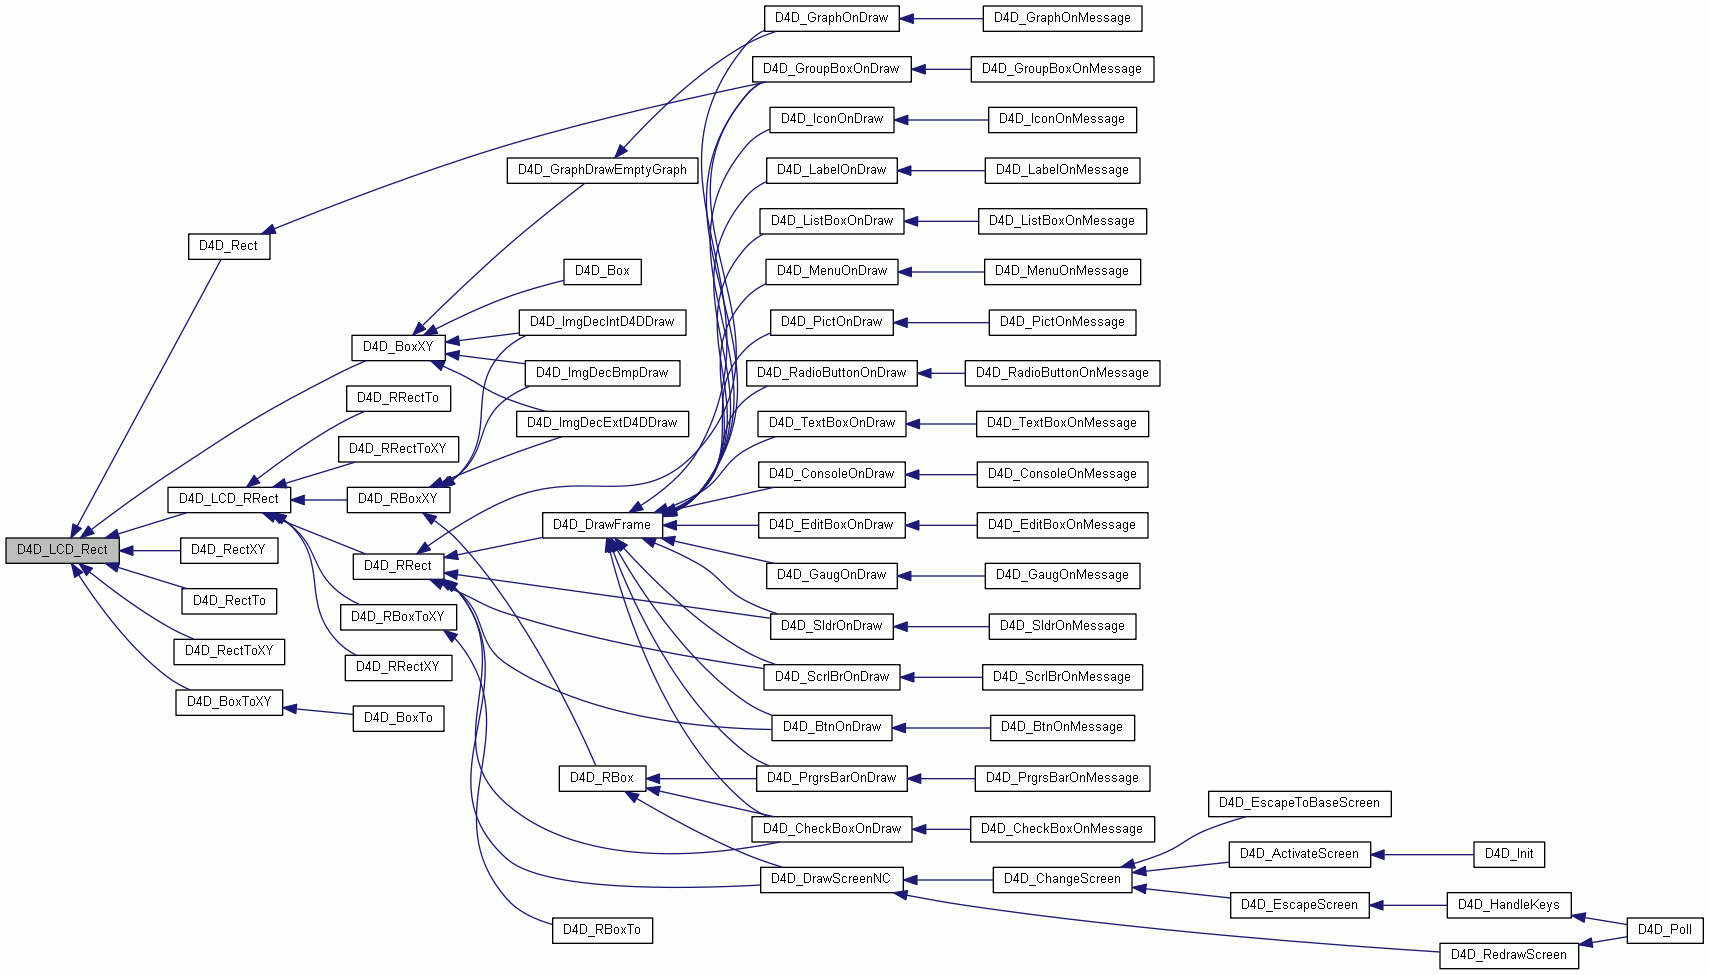 D4D_GraphOnDraw
D4D_GraphOnMessage
D4D_GroupBoxOnDraw
D4D_GroupBoxOnMessage
D4D_IconOnDraw
D4D_IconOnMessage
D4D_GraphDrawEmptyGraph
D4D_LabelOnDraw
D4D_LabelOnMessage
D4D_ListBoxOnDraw
D4D_ListBoxOnMessage
D4D_Rect
D4D_Box
D4D_MenuOnDraw
D4D_MenuOnMessage
D4D_ImgDecIntD4DDraw
D4D_PictOnDraw
D4D_PictOnMessage
D4D_BoxXY
D4D_ImgDecBmpDraw
D4D_RadioButtonOnDraw
D4D_RadioButtonOnMessage
D4D_RRectTo
D4D_ImgDecExtD4DDraw
D4D_TextBoxOnDraw
D4D_TextBoxOnMessage
D4D_RRectToXY
D4D_ConsoleOnDraw
D4D_ConsoleOnMessage
D4D_LCD_RRect
D4D_RBoxXY
D4D_DrawFrame
D4D_EditBoxOnDraw
D4D_EditBoxOnMessage
D4D_LCD_Rect
D4D_RectXY
D4D_RRect
D4D_GaugOnDraw
D4D_GaugOnMessage
D4D_RectTo
D4D_RBoxToXY
D4D_SldrOnDraw
D4D_SldrOnMessage
D4D_RectToXY
D4D_RRectXY
D4D_ScrlBrOnDraw
D4D_ScrlBrOnMessage
D4D_BoxToXY
D4D_BoxTo
D4D_BtnOnDraw
D4D_BtnOnMessage
D4D_RBox
D4D_PrgrsBarOnDraw
D4D_PrgrsBarOnMessage
D4D_EscapeToBaseScreen
D4D_CheckBoxOnDraw
D4D_CheckBoxOnMessage
D4D_ActivateScreen
D4D_Init
D4D_DrawScreenNC
D4D_ChangeScreen
D4D_EscapeScreen
D4D_HandleKeys
D4D_RBoxTo
D4D_Poll
D4D_RedrawScreen